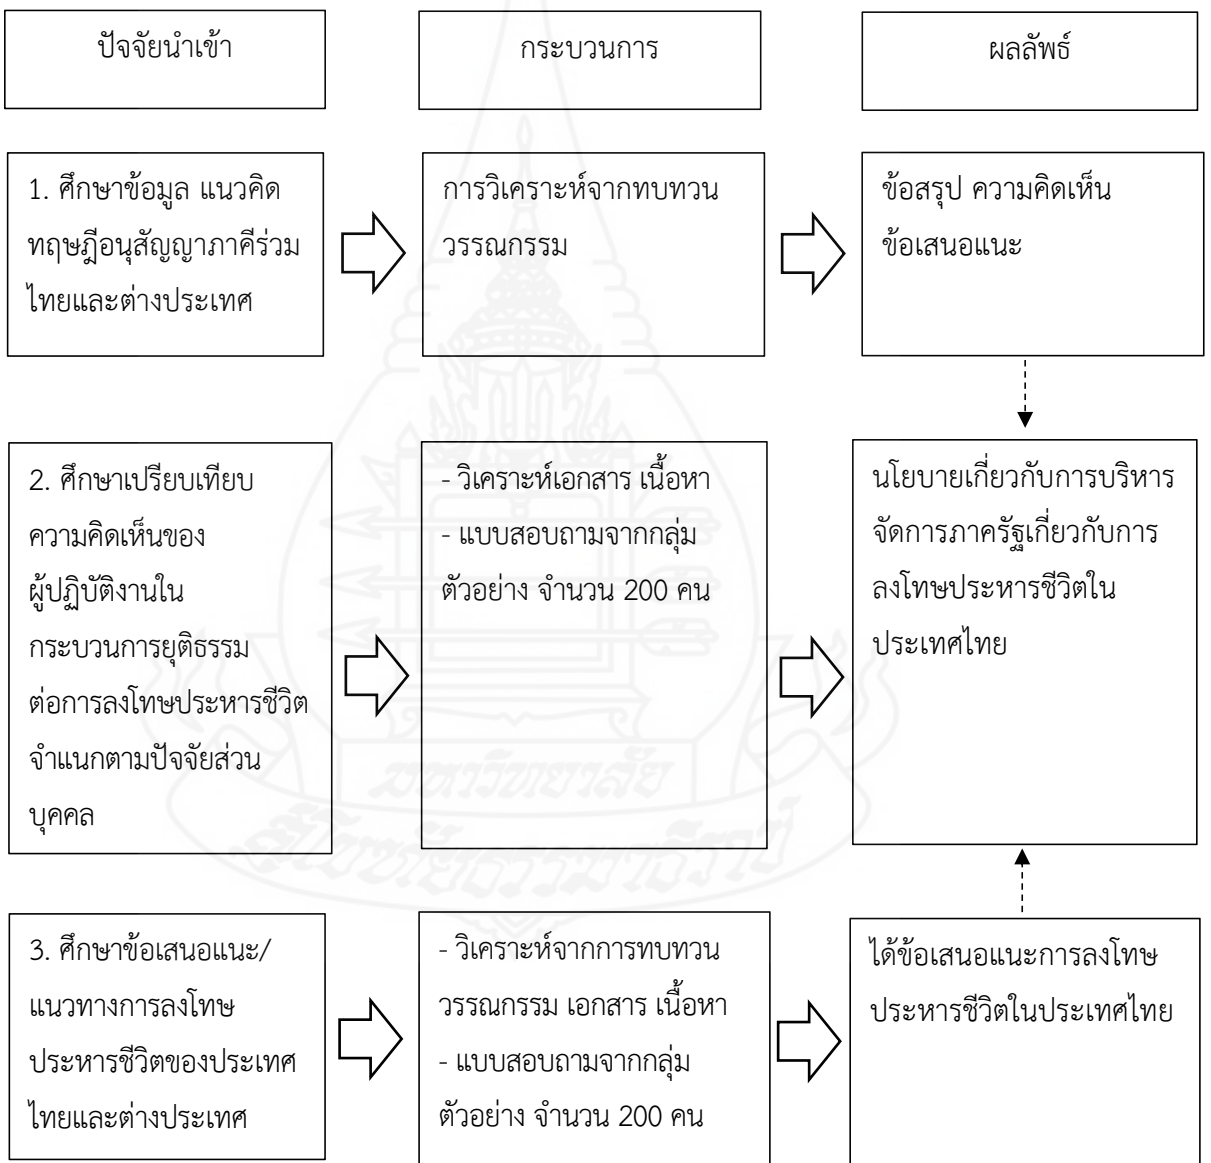 ปัจจัยนำเข้า
กระบวนการ
ผลลัพธ์
1. ศึกษาข้อมูล แนวคิด
ทฤษฎีอนุสัญญาภาคีร่วม
ไทยและต่างประเทศ
การวิเคราะห์จากทบทวน
วรรณกรรม
ข้อสรุป ความคิดเห็น
ข้อเสนอแนะ
2. ศึกษาเปรียบเทียบ
ความคิดเห็นของ
ผู้ปฏิบัติงานใน
กระบวนการยุติธรรม
ต่อการลงโทษประหารชีวิต
จำแนกตามปัจจัยส่วน
บุคคล
- วิเคราะห์เอกสาร เนื้อหา
- แบบสอบถามจากกลุ่ม
ตัวอย่าง จำนวน 200 คน
นโยบายเกี่ยวกับการบริหาร
จัดการภาครัฐเกี่ยวกับการ
ลงโทษประหารชีวิตใน
ประเทศไทย
3. ศึกษาข้อเสนอแนะ/
แนวทางการลงโทษ
ประหารชีวิตของประเทศ
ไทยและต่างประเทศ
- วิเคราะห์จากการทบทวน
วรรณกรรม เอกสาร เนื้อหา
- แบบสอบถามจากกลุ่ม
ตัวอย่าง จำนวน 200 คน
ได้ข้อเสนอแนะการลงโทษ
ประหารชีวิตในประเทศไทย
มหาวิทยาลัย
สุโขทัยธรรมาธิราช